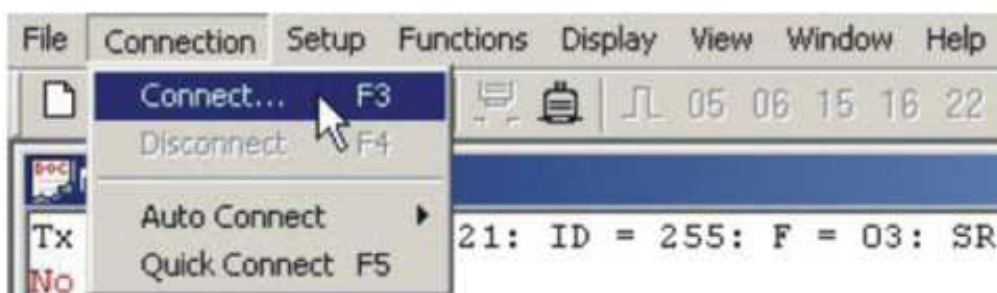 File Connection Setup Functions Display View Window Help
Connect... F3
05 06 15 16 22
Disconnect F4
Auto Connect
Tx 21: ID = 255: F = 03: SR
Quick Connect F5
No